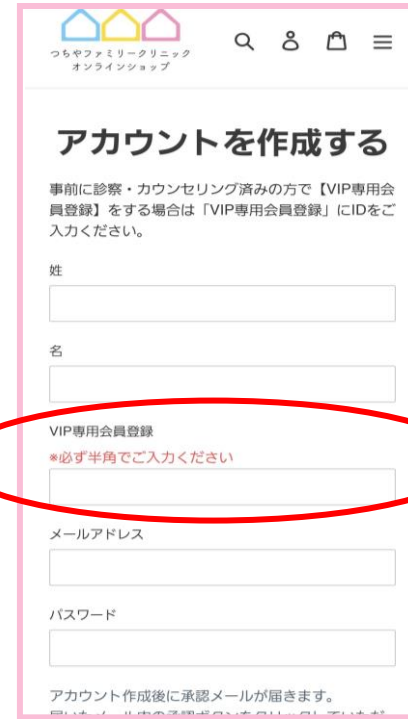 つちやファミリークリニック
オンラインショップ
アカウントを作成する
事前に診察・カウンセリング済みの方で【VIP専用会
員登録】をする場合は「VIP専用会員登録」にIDをご
入力ください。
姓
名
VIP専用会員登録
※必ず半角でご入力ください
メールアドレス
パスワード
アカウント作成後に承認メールが届きます。